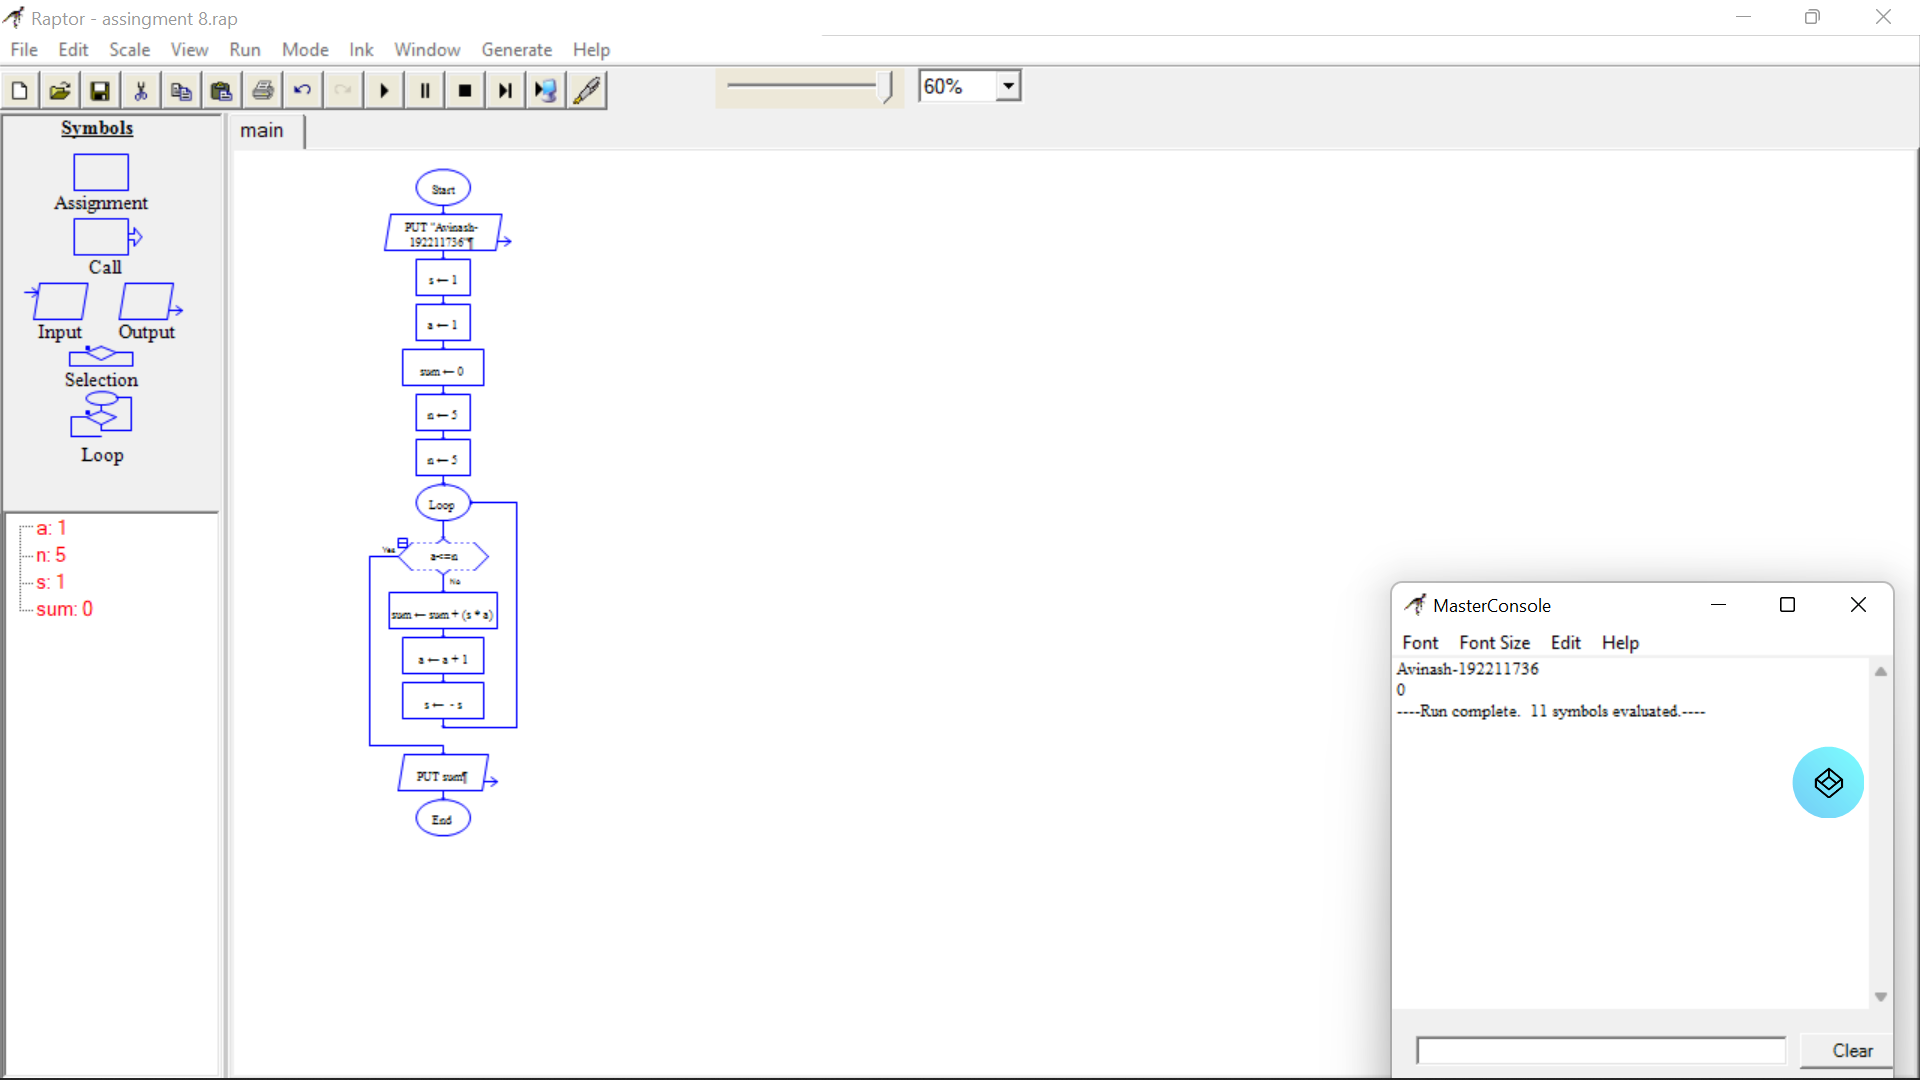 Raptor - assingment 8.rap
File Edit Scale View Run Mode Ink Window Generate Help
60%
Symbols
Assignment
Call
Input Output
Selection
Loop
a: 1
n: 5
s: 1
sum: 0
main
Start
PUT "Avinash-
192211736"¶
s ← 1
a ← 1
sum ← 0
n ← 5
n ← 5
Loop
Yes
a<=n
No
sum ← sum + (s * a)
a ← a + 1
s ← - s
PUT sum¶
End
MasterConsole
Font Font Size Edit Help
Avinash-192211736
0
----Run complete. 11 symbols evaluated.----
Clear